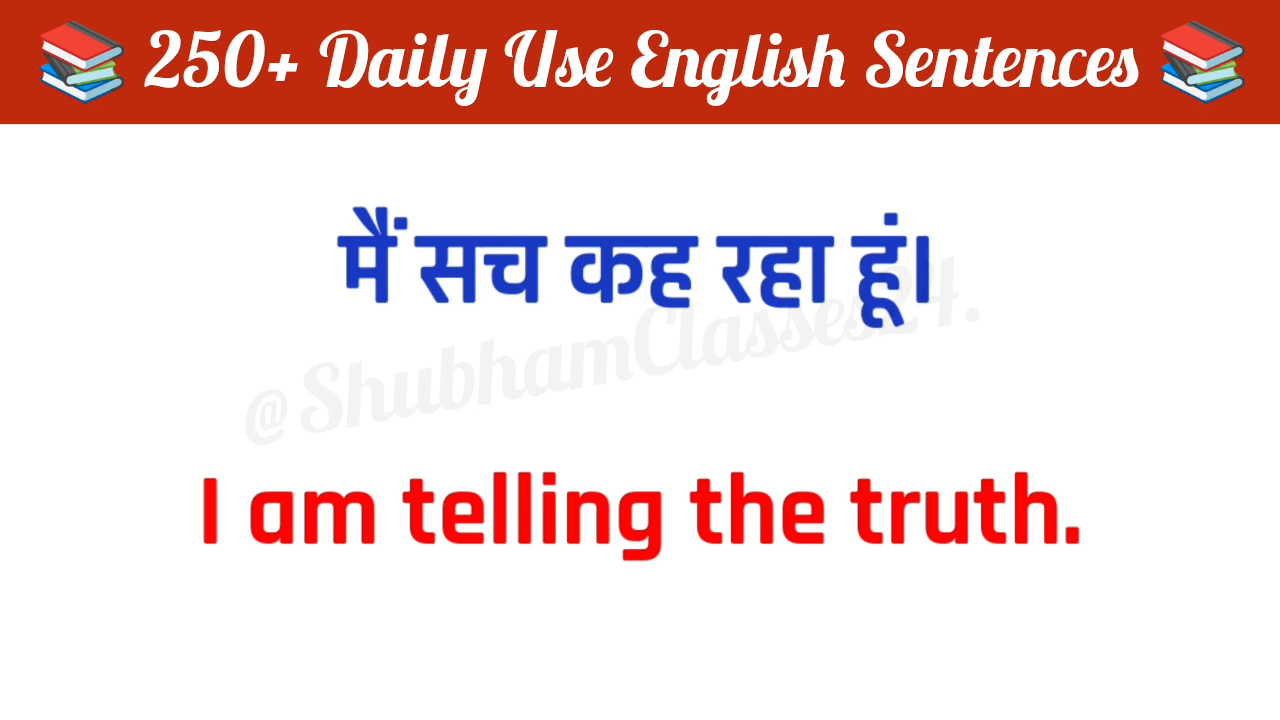 250+ Daily Use English Sentences
मैं सच कह रहा हूं।
@ShubhamClasses24.
I am telling the truth.